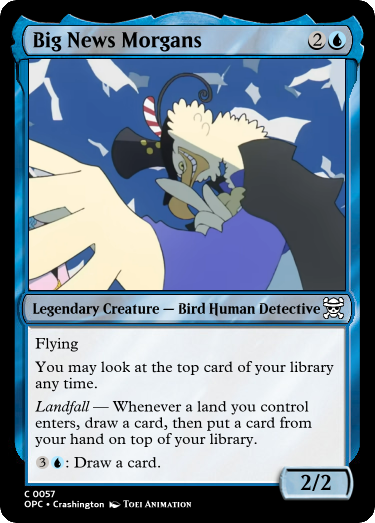 Big News Morgans 2
Legendary Creature — Bird Human Detective
Flying
You may look at the top card of your library
any time.
Landfall — Whenever a land you control
enters, draw a card, then put a card from
your hand on top of your library.
3: Draw a card.
2/2
C 0057
OPC • Crashington TOEI ANIMATION